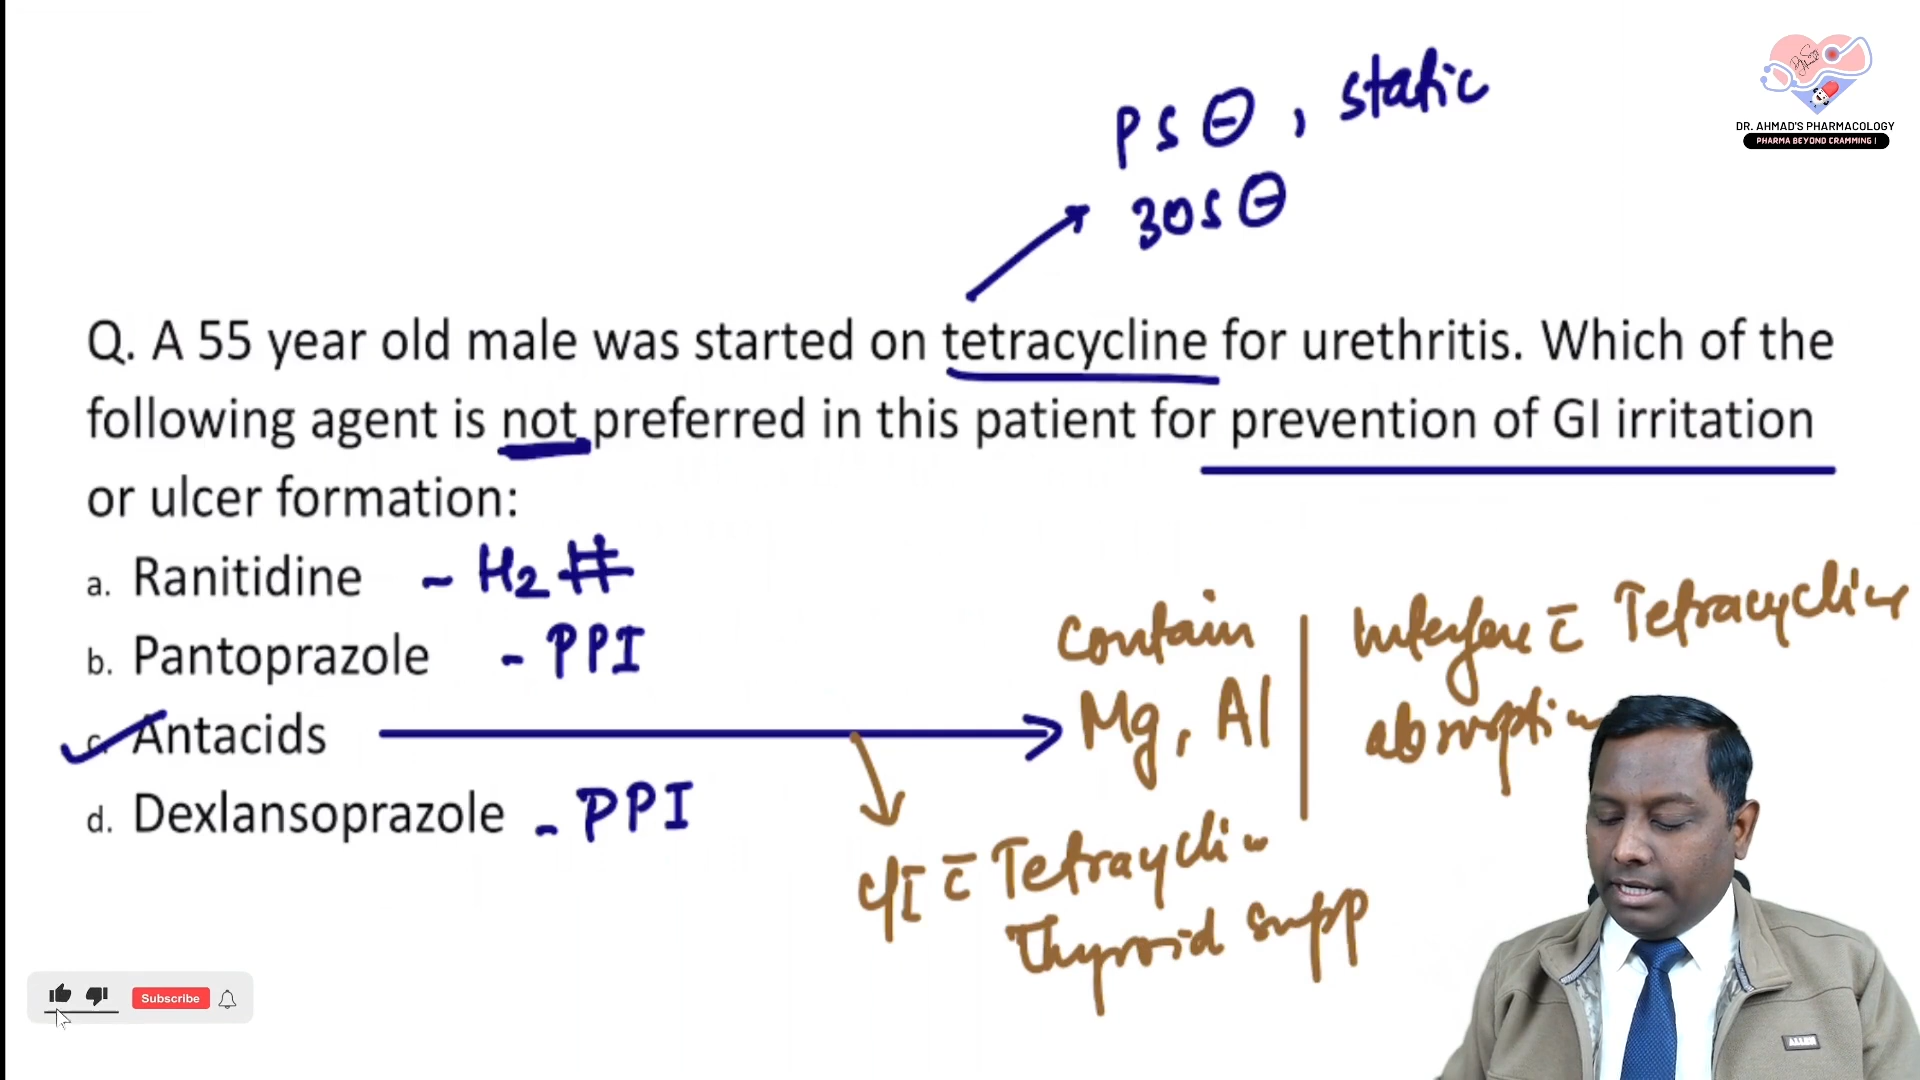 PS⊖, static
30S⊖
DR. AHMAD'S PHARMACOLOGY
PHARMA BEYOND CRAMMING !
Q. A 55 year old male was started on tetracycline for urethritis. Which of the
following agent is not preferred in this patient for prevention of GI irritation
or ulcer formation:
a. Ranitidine - H2 #
b. Pantoprazole - PPI
c. Antacids
d. Dexlansoprazole - PPI
Contain
Mg, Al
Interfere c̄ Tetracycline
absorption
c̄ Tetracyclin
Thyroid supp
Subscribe